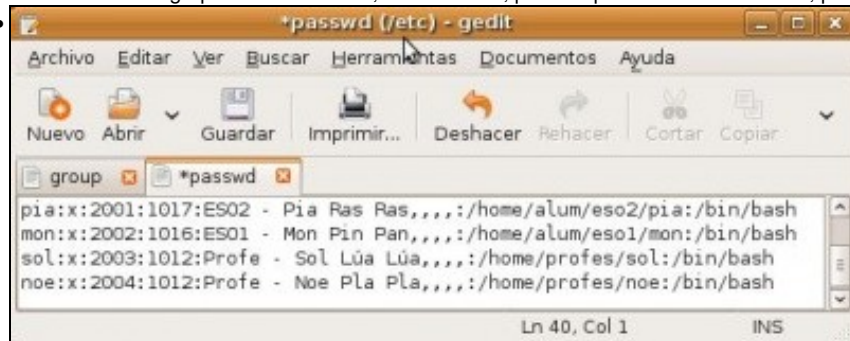 *passwd (/etc) - gedit
Archivo Editar Ver Buscar Herramientas Documentos Ayuda
Nuevo Abrir Guardar Imprimir... Deshacer Rehacer Cortar Copiar
group *passwd
pia:x:2001:1017:ESO2 - Pia Ras Ras,,,,:/home/alum/eso2/pia:/bin/bash
mon:x:2002:1016:ESO1 - Mon Pin Pan,,,,:/home/alum/eso1/mon:/bin/bash
sol:x:2003:1012:Profe - Sol Lúa Lúa,,,,:/home/profes/sol:/bin/bash
noe:x:2004:1012:Profe - Noe Pla Pla,,,,:/home/profes/noe:/bin/bash
Ln 40, Col 1 INS